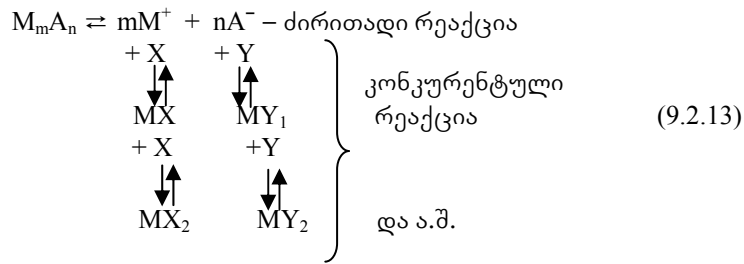 MₘAₙ ⇄ mM⁺ + nA⁻ – ძირითადი რეაქცია
+ X + Y
კონკურენტული
MX MY₁ რეაქცია (9.2.13)
+ X +Y
MX₂ MY₂ და ა.შ.